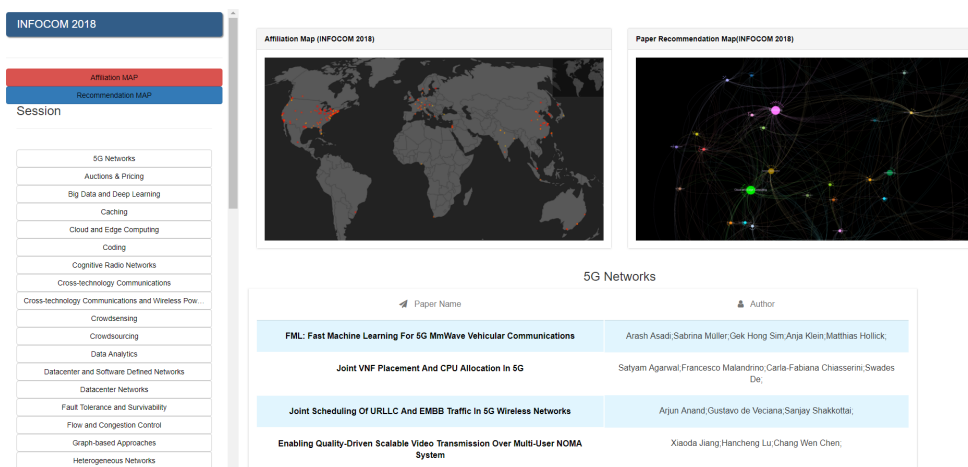 INFOCOM 2018
Affiliation MAP
Recommendation MAP
Session
5G Networks
Auctions & Pricing
Big Data and Deep Learning
Caching
Cloud and Edge Computing
Coding
Cognitive Radio Networks
Cross-technology Communications
Cross-technology Communications and Wireless Pow...
Crowdsensing
Crowdsourcing
Data Analytics
Datacenter and Software Defined Networks
Datacenter Networks
Fault Tolerance and Survivability
Flow and Congestion Control
Graph-based Approaches
Heterogeneous Networks
Affiliation Map (INFOCOM 2018)
Paper Recommendation Map(INFOCOM 2018)
5G Networks
Paper Name
Author
FML: Fast Machine Learning For 5G MmWave Vehicular Communications
Arash Asadi;Sabrina Müller;Gek Hong Sim;Anja Klein;Matthias Hollick;
Joint VNF Placement And CPU Allocation In 5G
Satyam Agarwal;Francesco Malandrino;Carla-Fabiana Chiasserini;Swades
De;
Joint Scheduling Of URLLC And EMBB Traffic In 5G Wireless Networks
Arjun Anand;Gustavo de Veciana;Sanjay Shakkottai;
Enabling Quality-Driven Scalable Video Transmission Over Multi-User NOMA
System
Xiaoda Jiang;Hancheng Lu;Chang Wen Chen;